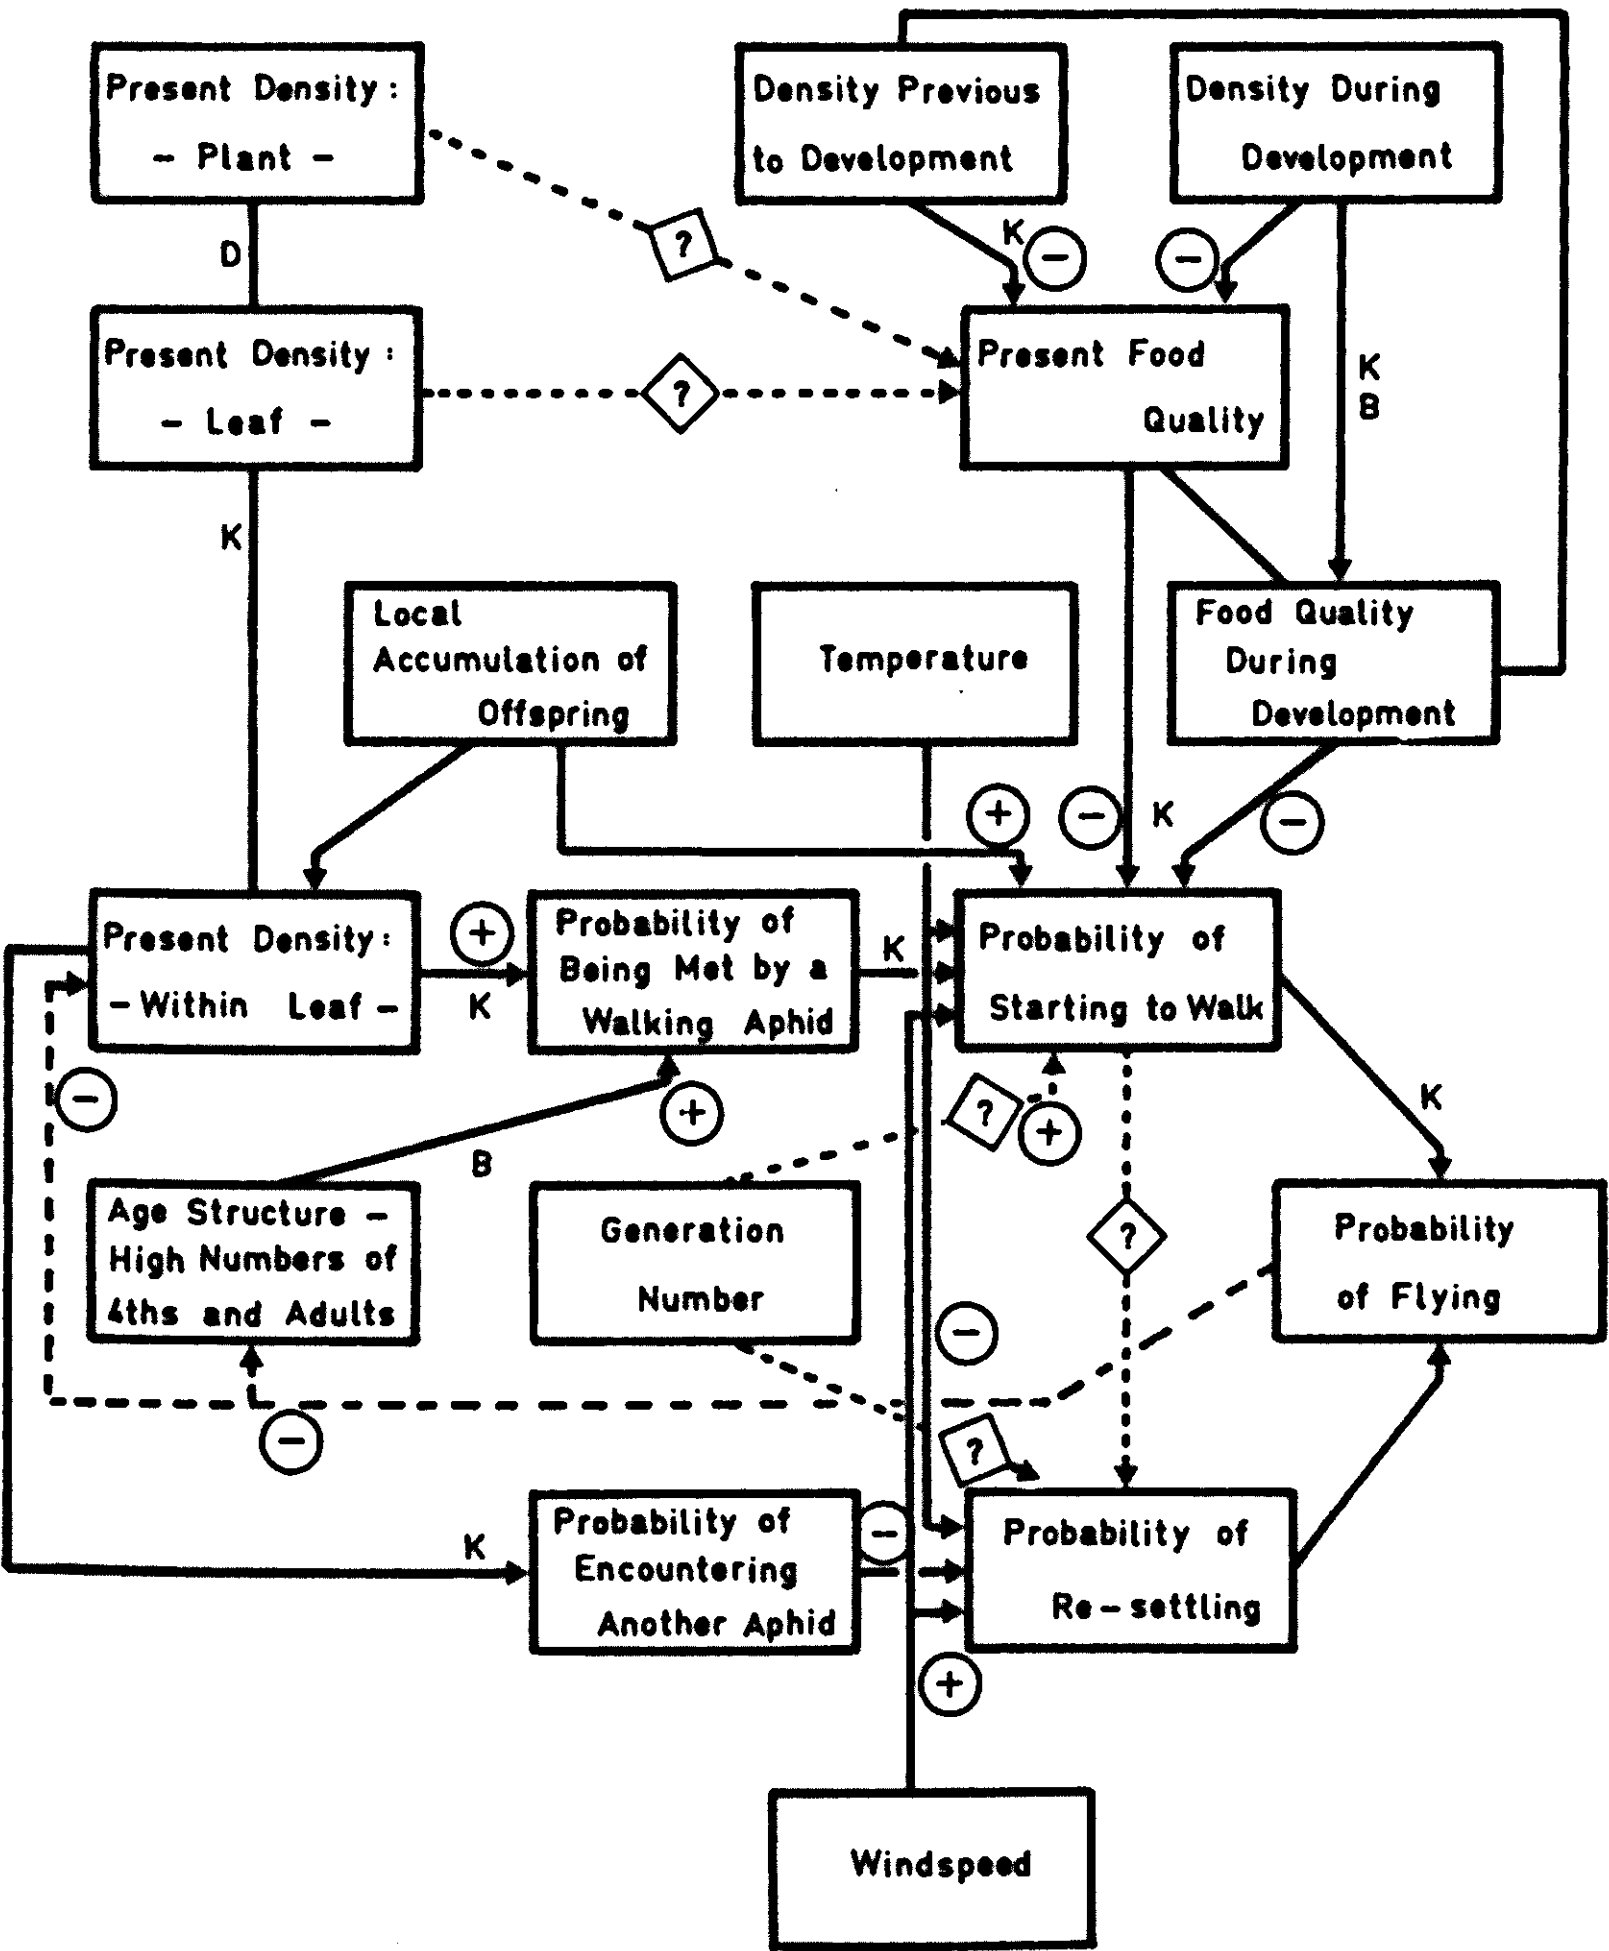 Present Density:
- Plant -
Density Previous
to Development
Density During
Development
D
?
K
−
−
Present Density:
- Leaf -
?
Present Food
Quality
K
B
K
Local
Accumulation of
Offspring
Temperature
Food Quality
During
Development
+
−
K
−
Present Density:
- Within Leaf -
+
K
Probability of
Being Met by a
Walking Aphid
K
Probability of
Starting to Walk
−
B
+
?
+
K
Age Structure -
High Numbers of
4ths and Adults
Generation
Number
?
Probability
of Flying
−
−
?
K
Probability of
Encountering
Another Aphid
−
Probability of
Re-settling
+
Windspeed